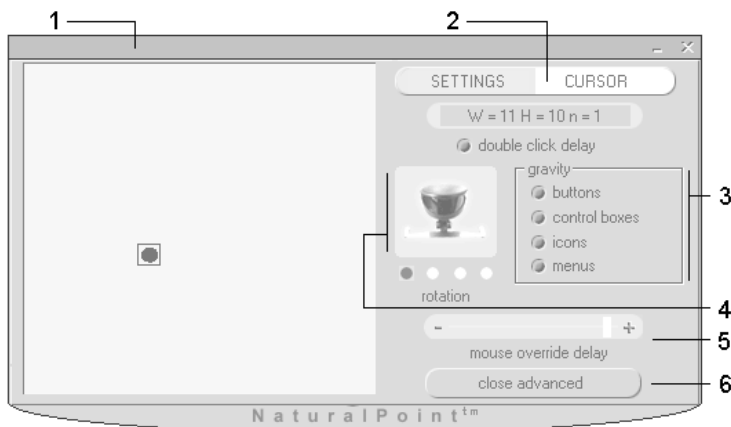 1
2
SETTINGS CURSOR
W = 11 H = 10 n = 1
double click delay
gravity
buttons
control boxes
icons
menus
3
rotation
4
- +
5
mouse override delay
close advanced
6
NaturalPoint™